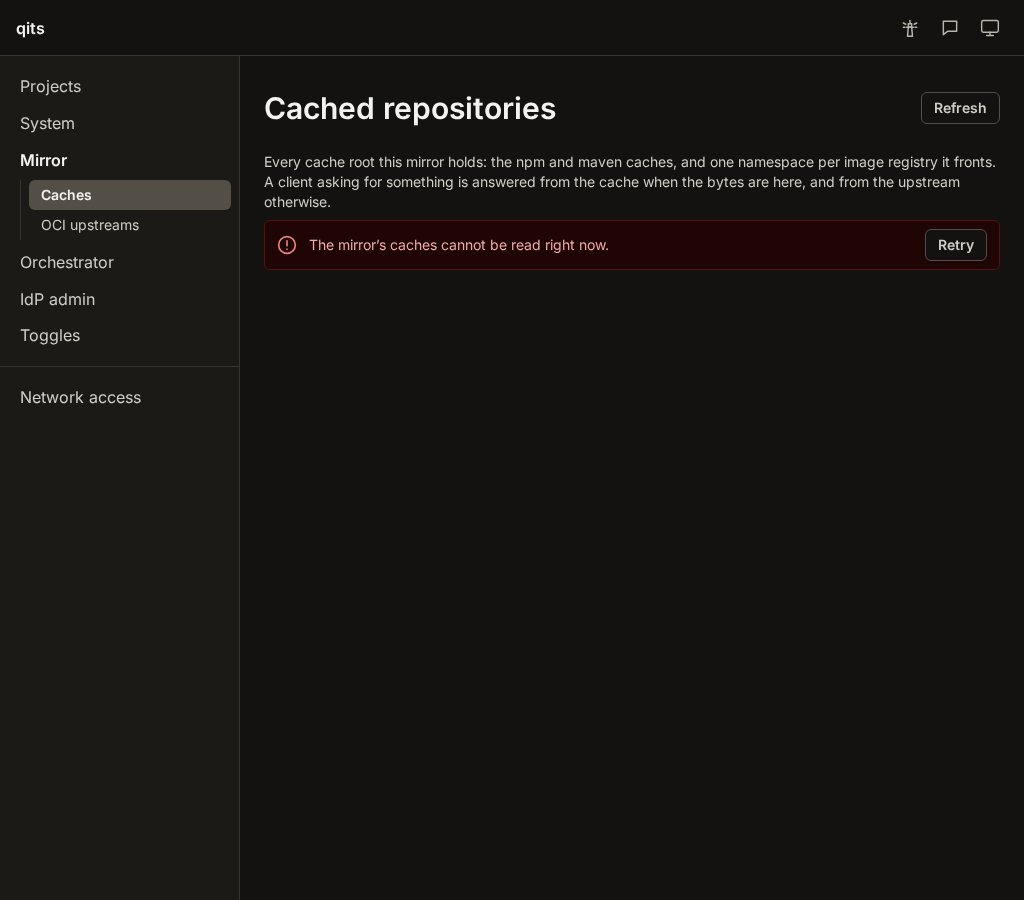 qits
Projects
System
Mirror
Caches
OCI upstreams
Orchestrator
IdP admin
Toggles
Network access
Cached repositories
Refresh
Every cache root this mirror holds: the npm and maven caches, and one namespace per image registry it fronts.
A client asking for something is answered from the cache when the bytes are here, and from the upstream
otherwise.
The mirror’s caches cannot be read right now.
Retry